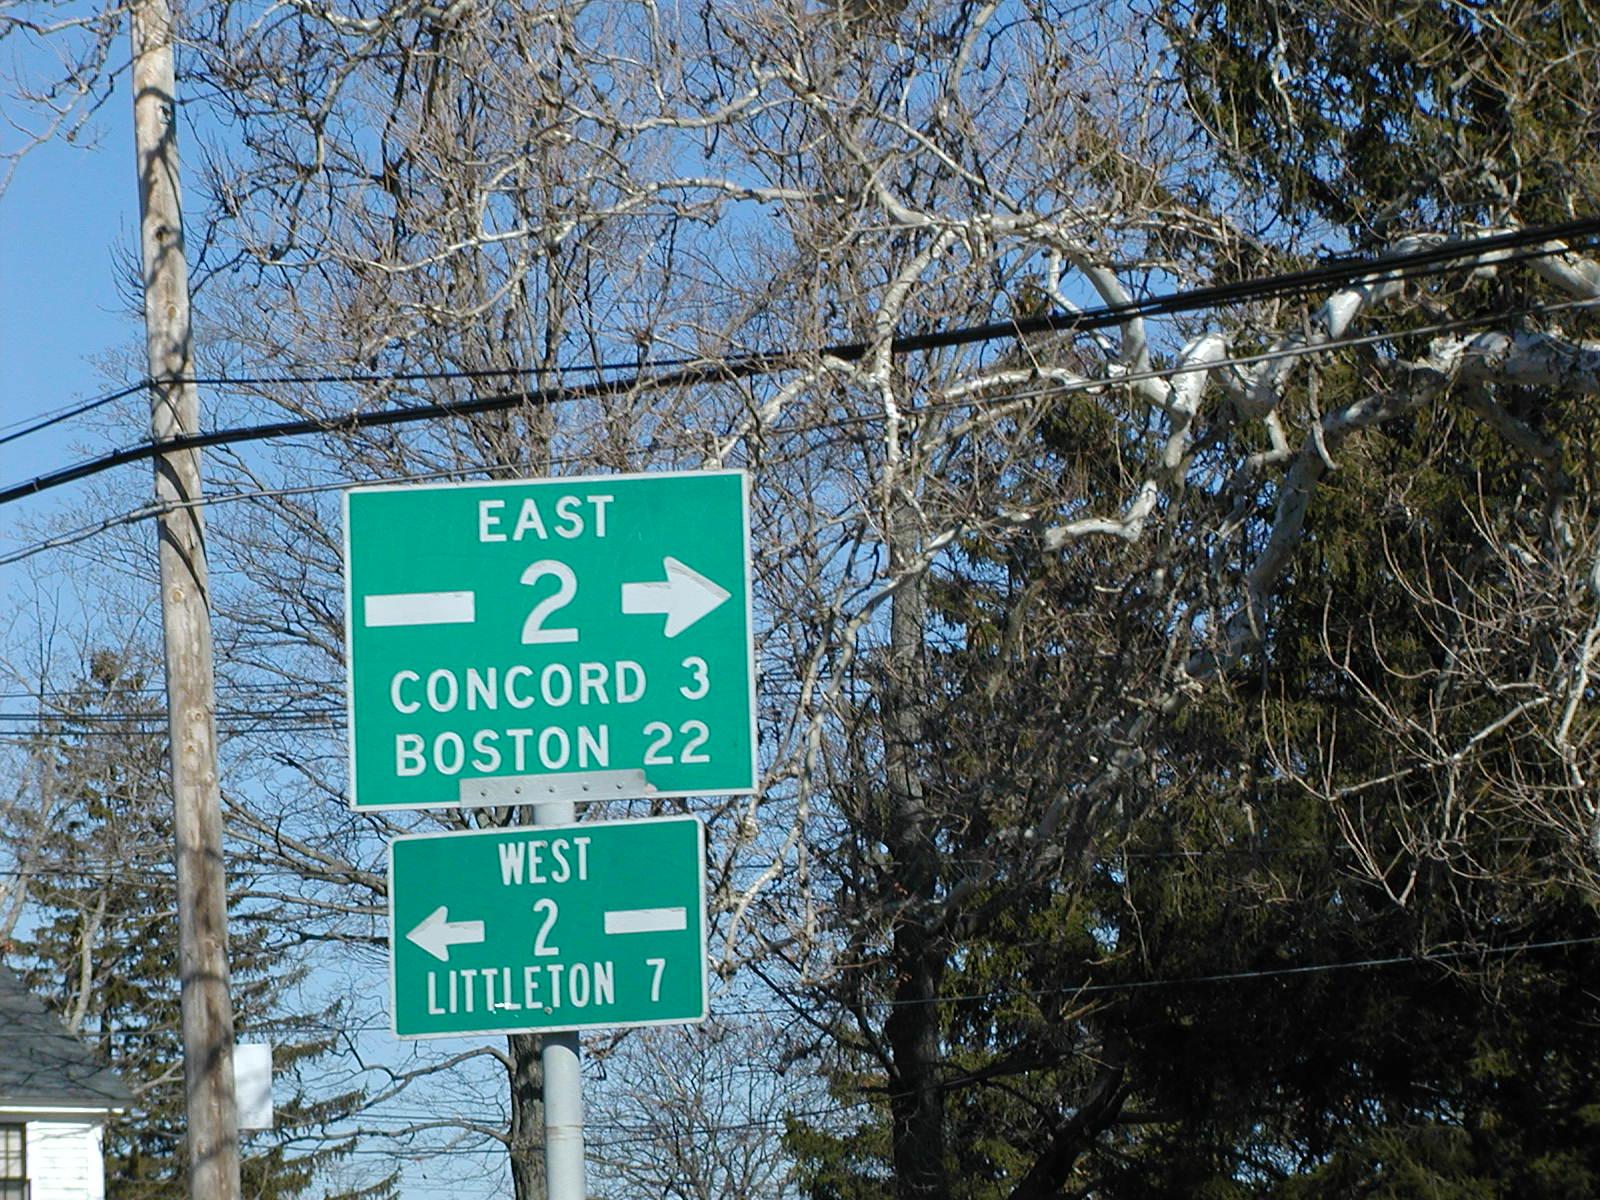 EAST
2
CONCORD 3
BOSTON 22
WEST
2
LITTLETON 7